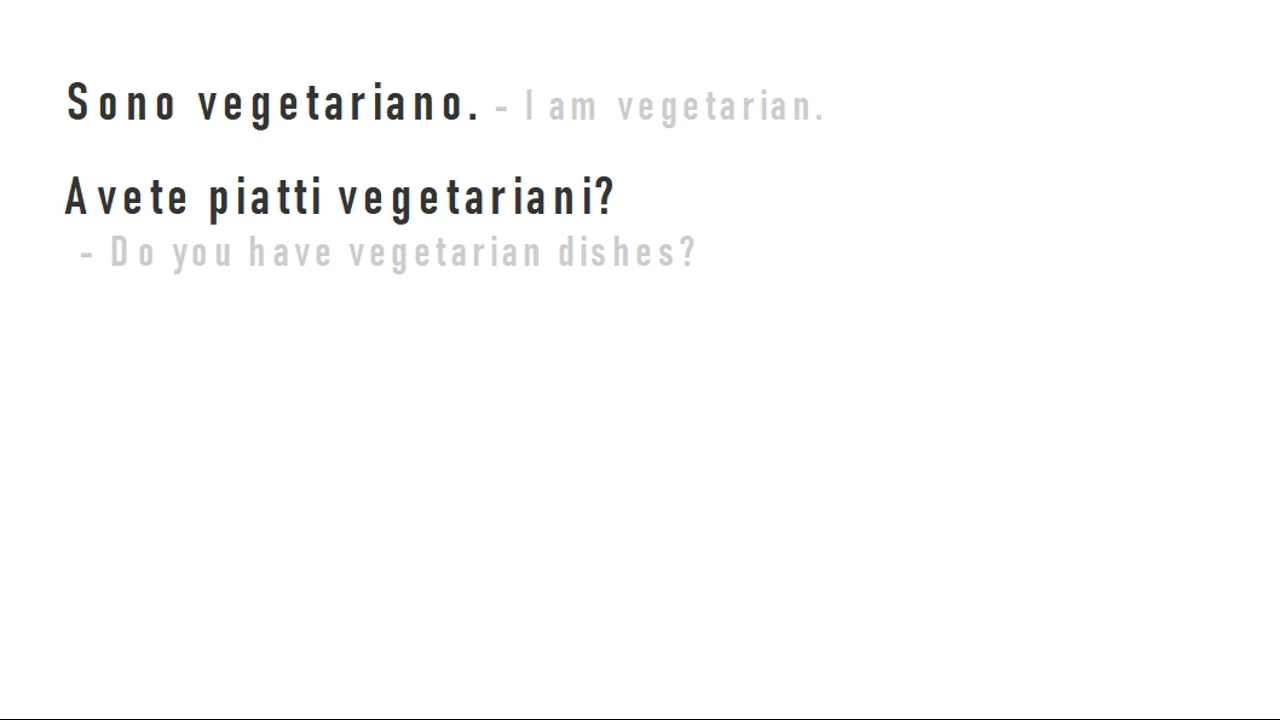 Sono vegetariano. - I am vegetarian.
Avete piatti vegetariani?
- Do you have vegetarian dishes?